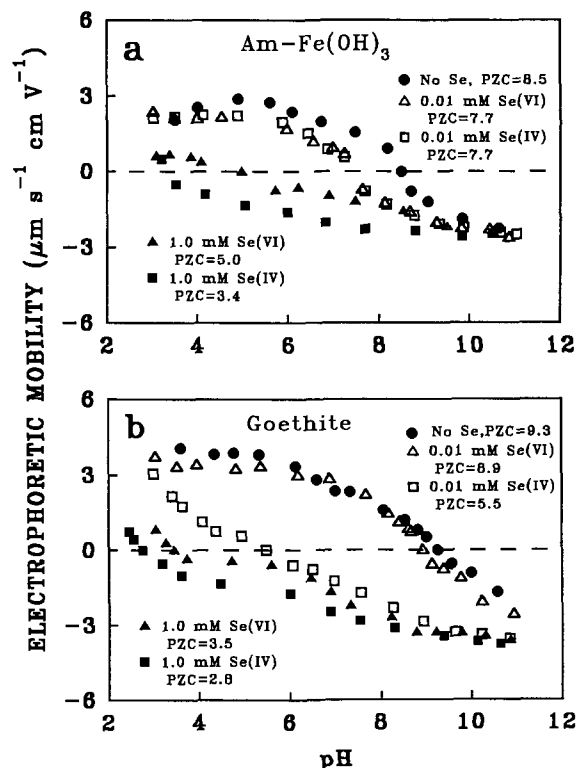 ELECTROPHORETIC MOBILITY (μm s⁻¹ cm V⁻¹)
6
3
0
-3
-6
a
Am-Fe(OH)₃
No Se, PZC=8.5
0.01 mM Se(VI)
PZC=7.7
0.01 mM Se(IV)
PZC=7.7
1.0 mM Se(VI)
PZC=5.0
1.0 mM Se(IV)
PZC=3.4
2 4 6 8 10 12
6
3
0
-3
-6
b
Goethite
No Se,PZC=9.3
0.01 mM Se(VI)
PZC=8.9
0.01 mM Se(IV)
PZC=5.5
1.0 mM Se(VI)
PZC=3.5
1.0 mM Se(IV)
PZC=2.8
2 4 6 8 10 12
pH